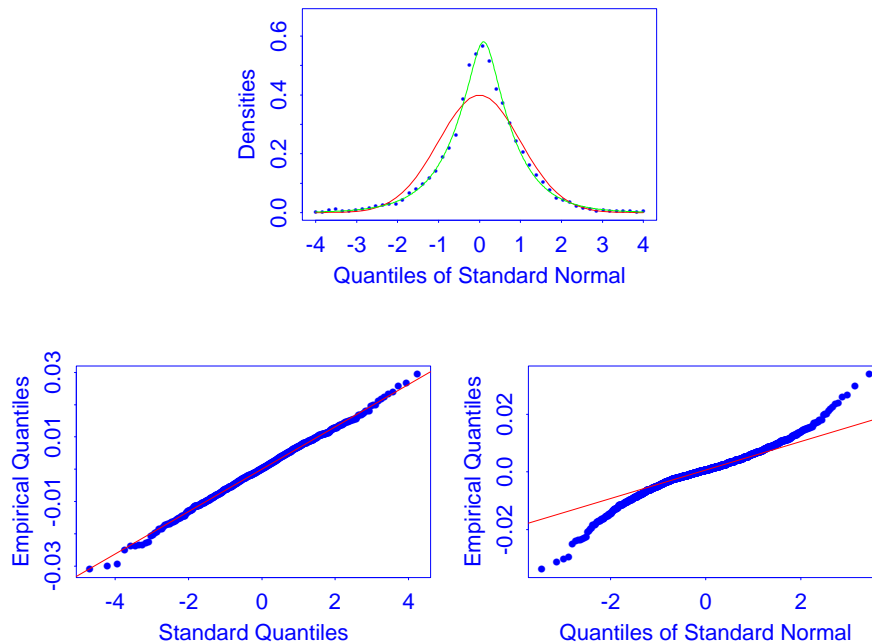 Densities
0.6
0.4
0.2
0.0
-4 -3 -2 -1 0 1 2 3 4
Quantiles of Standard Normal
Empirical Quantiles
0.03
0.01
-0.01
-0.03
-4 -2 0 2 4
Standard Quantiles
Empirical Quantiles
0.02
0.0
-0.02
-2 0 2
Quantiles of Standard Normal